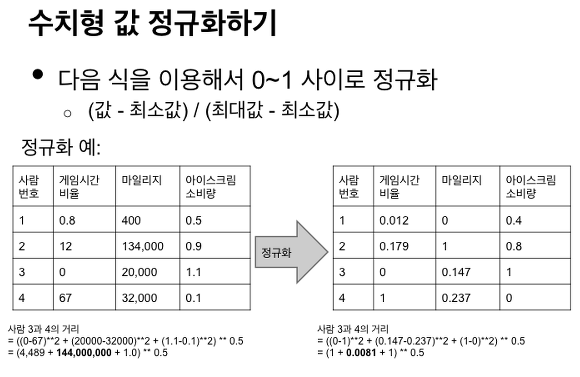 수치형 값 정규화하기
● 다음 식을 이용해서 0~1 사이로 정규화
○ (값 - 최소값) / (최대값 - 최소값)
정규화 예:
사람 번호 게임시간 비율 마일리지 아이스크림 소비량
1 0.8 400 0.5
2 12 134,000 0.9
3 0 20,000 1.1
4 67 32,000 0.1
정규화
사람 번호 게임시간 비율 마일리지 아이스크림 소비량
1 0.012 0 0.4
2 0.179 1 0.8
3 0 0.147 1
4 1 0.237 0
사람 3과 4의 거리
= ((0-67)**2 + (20000-32000)**2 + (1.1-0.1)**2) ** 0.5
= (4,489 + 144,000,000 + 1.0) ** 0.5
사람 3과 4의 거리
= ((0-1)**2 + (0.147-0.237)**2 + (1-0)**2) ** 0.5
= (1 + 0.0081 + 1) ** 0.5